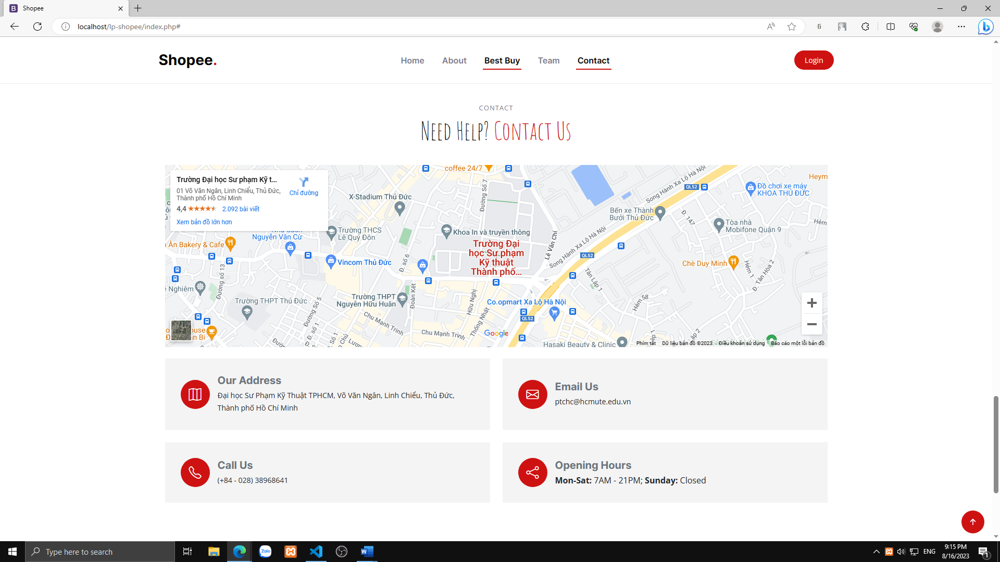 Shopee
localhost/lp-shopee/index.php#
Shopee.
Home
About
Best Buy
Team
Contact
Login
CONTACT
Need Help? Contact Us
Trường Đại học Sư phạm Kỹ t...
01 Võ Văn Ngân, Linh Chiểu, Thủ Đức,
Thành phố Hồ Chí Minh
4,4
2.092 bài viết
Xem bản đồ lớn hơn
Chỉ đường
coffee 24/7
Đường Số 7
X-Stadium Thủ Đức
Trường THCS
Lê Quý Đôn
Nguyễn Văn Cừ
Khoa In và truyền thông
Trường Đại
học Sư phạm
Kỹ thuật
Thành phố...
Lê Văn Chí
Song Hành Xa Lộ Hà Nội
Song Hành Xa Lộ Hà Nội
QL52
QL52
QL52
Bến xe Thành
Bưởi Thủ Đức
Đồ chơi xe máy
KHOA THỦ ĐỨC
Heym
Đ. 147
Tòa nhà
Mobifone Quận 9
Hẻm
n Ân Bakery & Cafe
Vincom Thủ Đức
Đ. số 6
Đường số 13
Nghiêm
Trường THPT Thủ Đức
Đường Số 5
Trường THPT
Nguyễn Hữu Huân
Đoàn Kết
Hữu Nghị
Thống Nhất
Chu Mạnh Trinh
Chu Mạnh Trinh
Co.opmart Xa Lộ Hà Nội
Tân Lập 1
Chè Duy Minh
Hẻm 1
Đ. Tân Hòa 2
Hẻm 58
Đ. số 1
Google
Hasaki Beauty & Clinic
Phím tắt
Dữ liệu bản đồ ©2023
Điều khoản sử dụng
Báo cáo một lỗi bản đồ
Our Address
Đại học Sư Phạm Kỹ Thuật TPHCM, Võ Văn Ngân, Linh Chiểu, Thủ Đức,
Thành phố Hồ Chí Minh
Email Us
ptchc@hcmute.edu.vn
Call Us
(+84 - 028) 38968641
Opening Hours
Mon-Sat: 7AM - 21PM; Sunday: Closed
Type here to search
Zalo
ENG
9:15 PM
8/16/2023
1